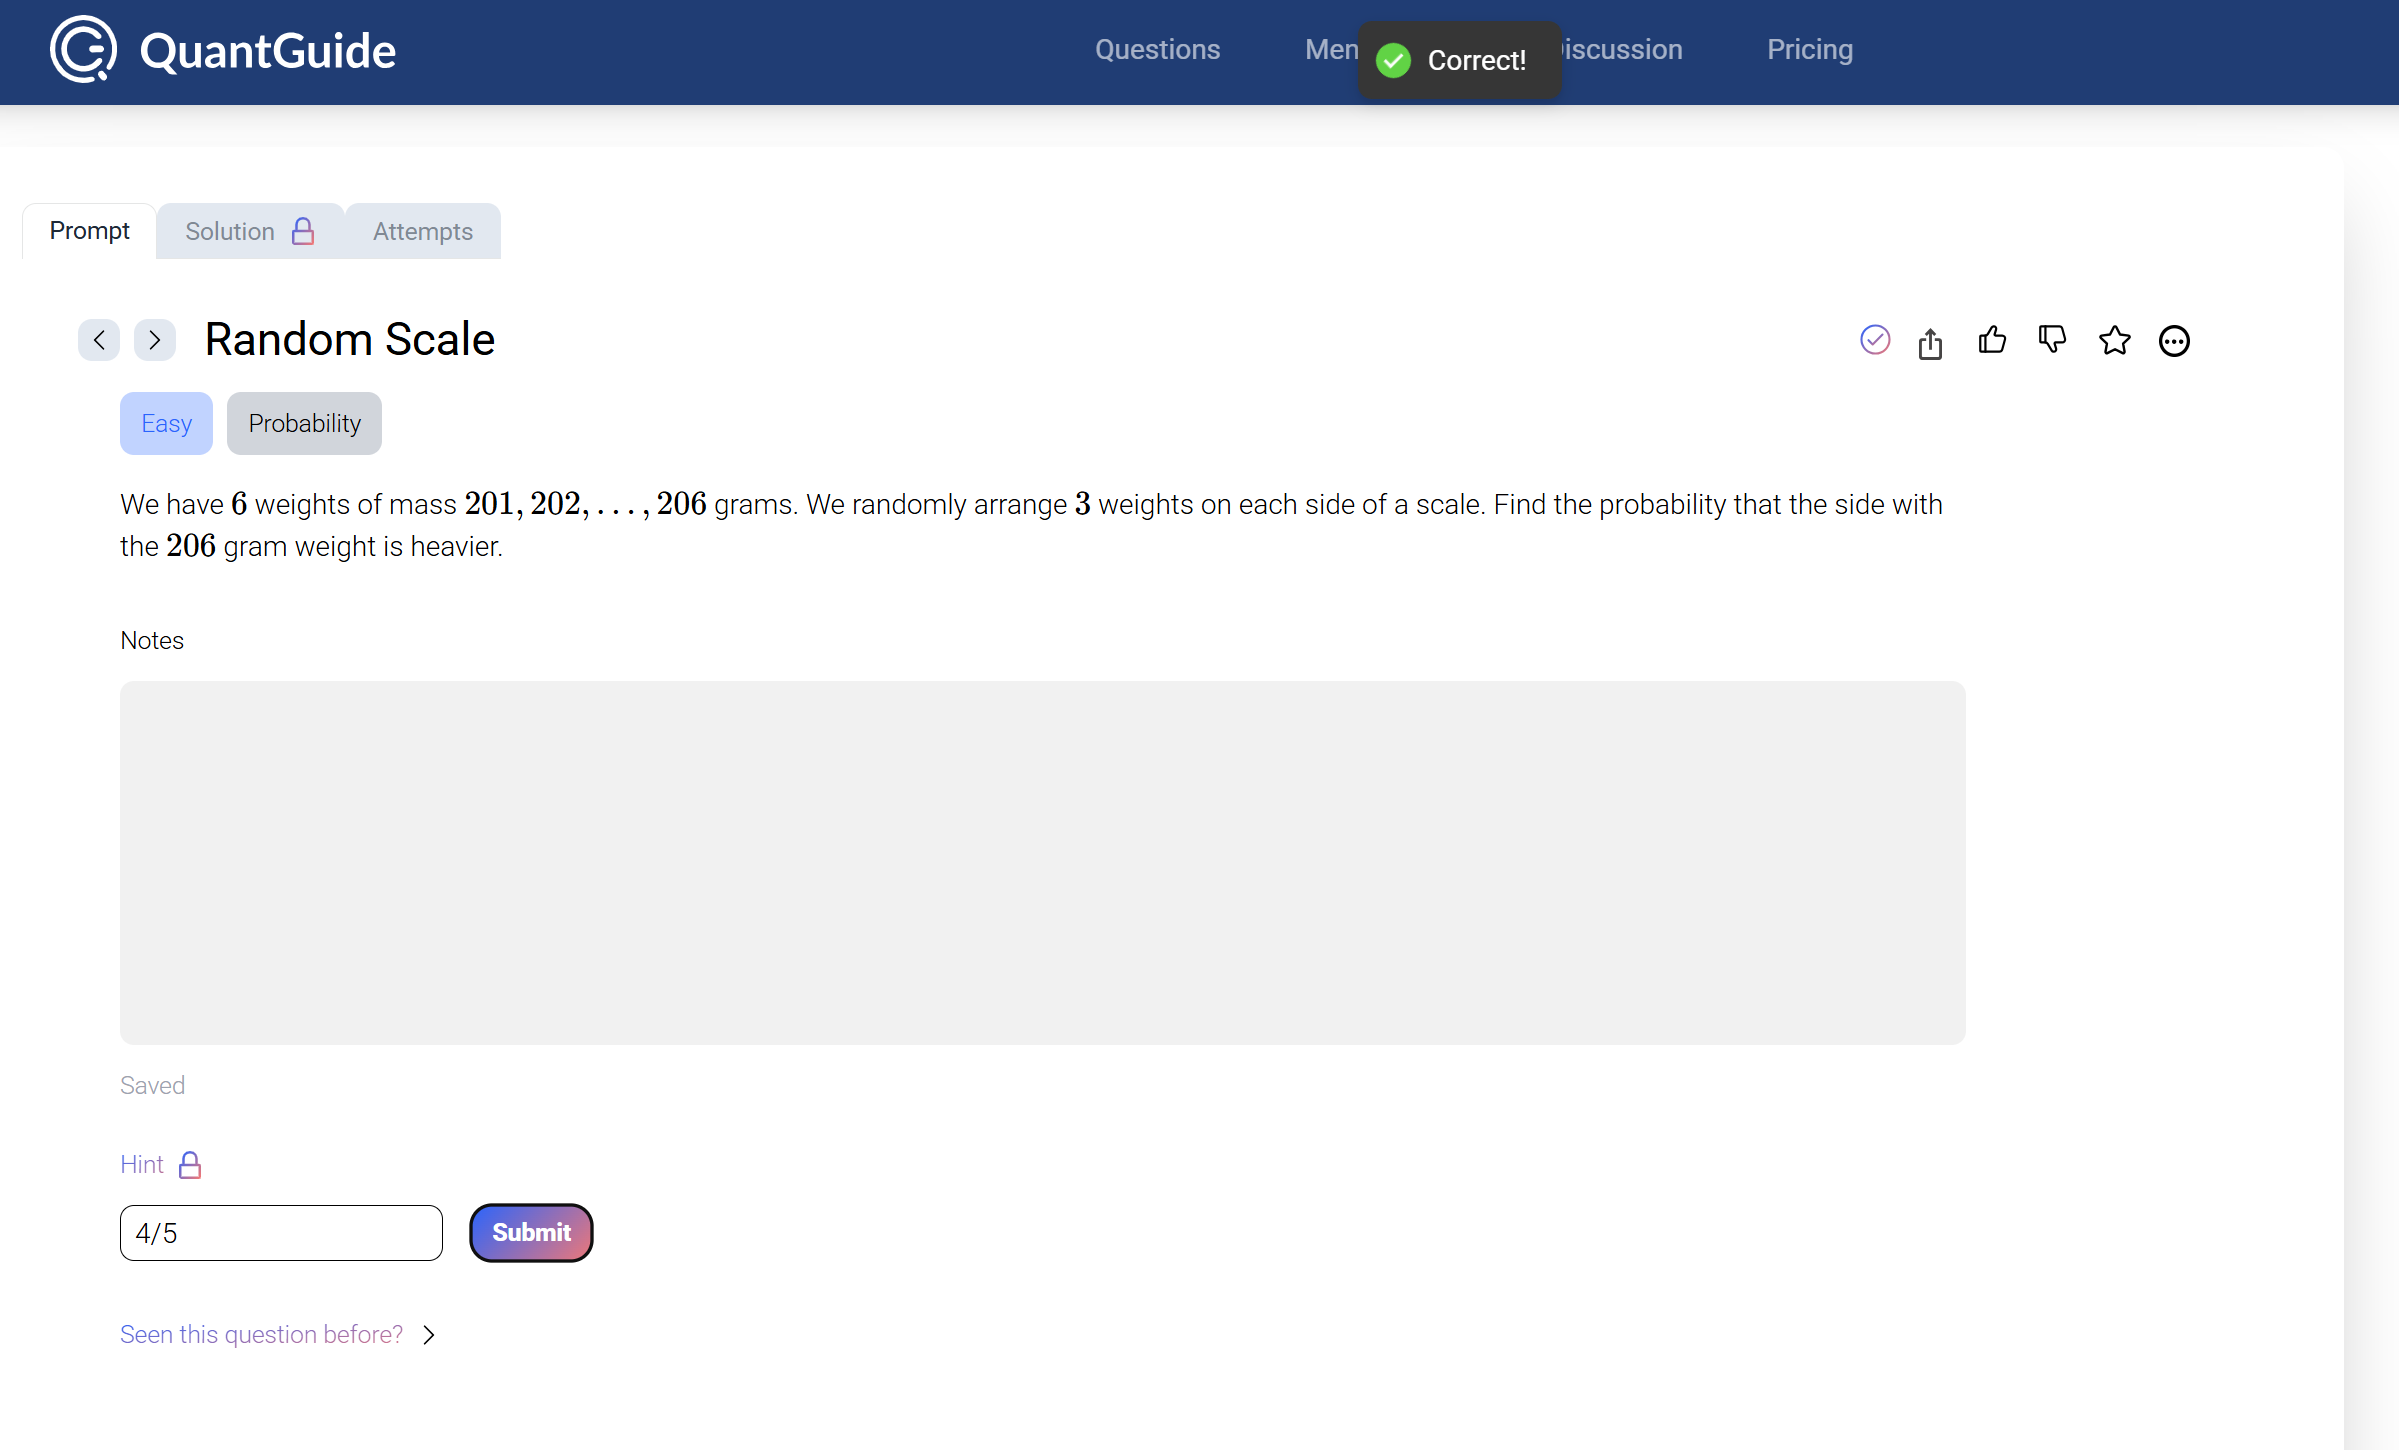 QuantGuide
Questions Men Correct! iscussion Pricing
Prompt Solution Attempts
Random Scale
Easy Probability
We have 6 weights of mass 201, 202, . . . , 206 grams. We randomly arrange 3 weights on each side of a scale. Find the probability that the side with
the 206 gram weight is heavier.
Notes
Saved
Hint
4/5 Submit
Seen this question before?